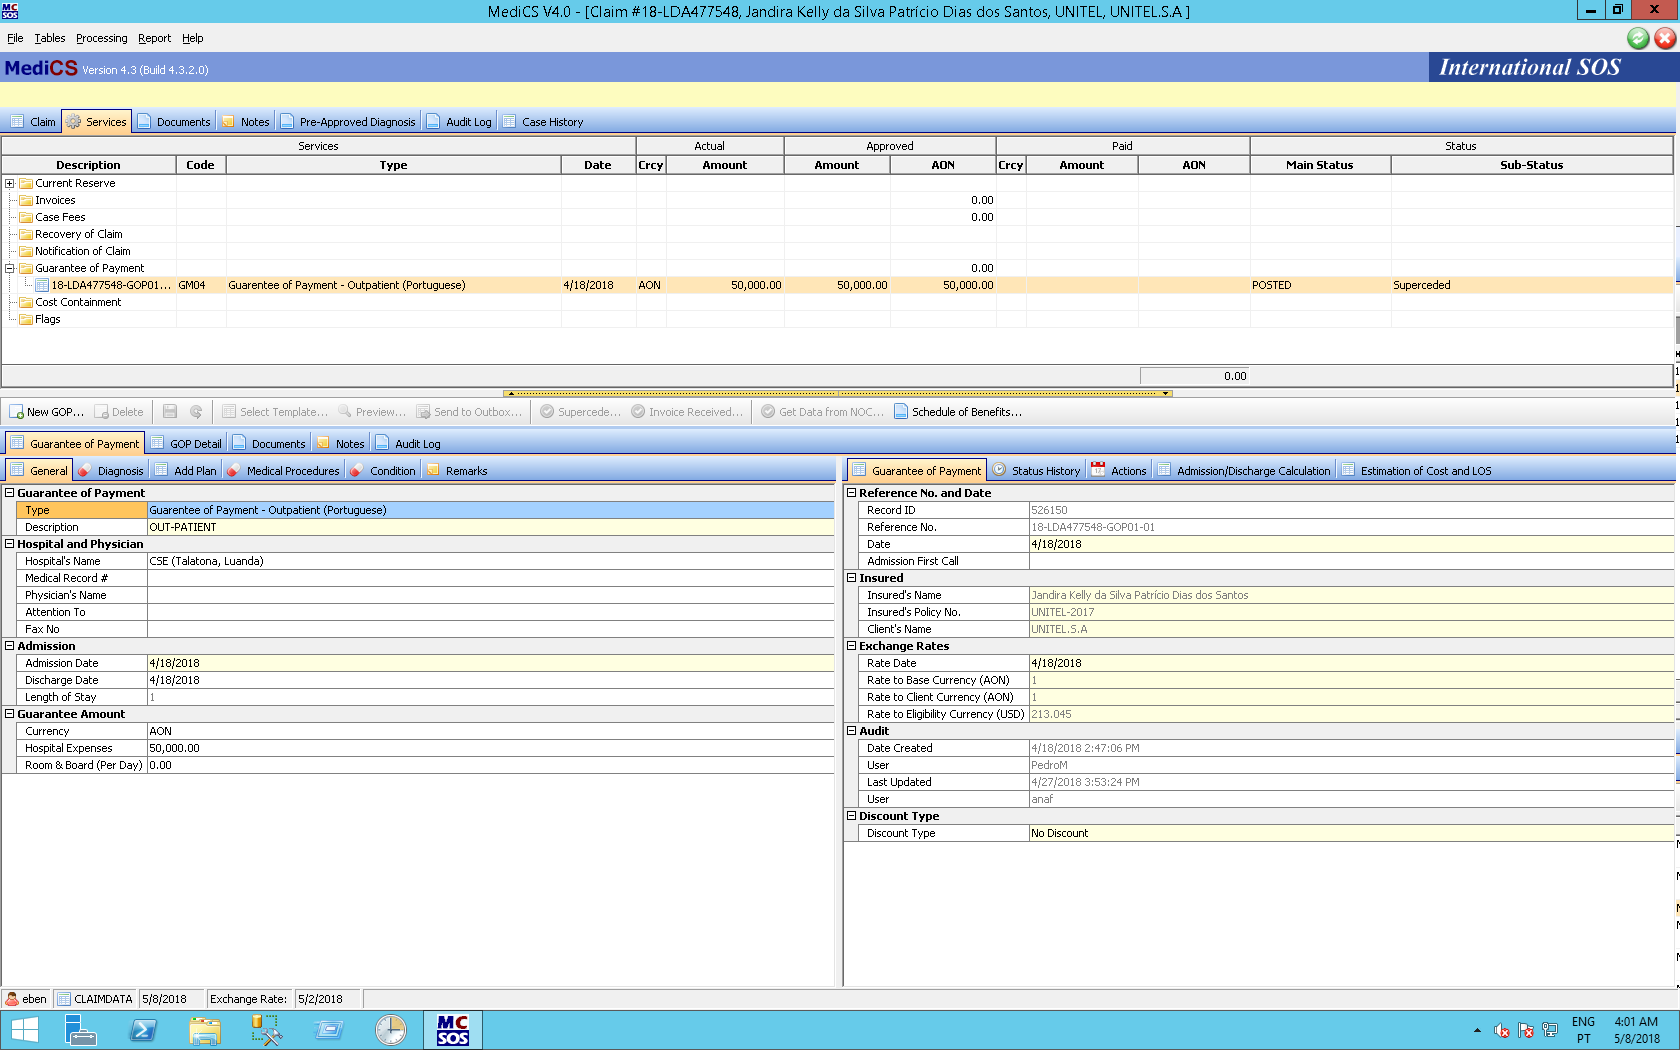 MediCS V4.0 - [Claim #18-LDA477548, Jandira Kelly da Silva Patrício Dias dos Santos, UNITEL, UNITEL.S.A ]
File Tables Processing Report Help
MediCS Version 4.3 (Build 4.3.2.0) International SOS
Claim Services Documents Notes Pre-Approved Diagnosis Audit Log Case History
Services Actual Approved Paid Status
Description Code Type Date Crcy Amount Amount AON Crcy Amount AON Main Status Sub-Status
Current Reserve
Invoices 0.00
Case Fees 0.00
Recovery of Claim
Notification of Claim
Guarantee of Payment 0.00
18-LDA477548-GOP01... GM04 Guarentee of Payment - Outpatient (Portuguese) 4/18/2018 AON 50,000.00 50,000.00 50,000.00 POSTED Superceded
Cost Containment
Flags
0.00
New GOP... Delete Select Template... Preview... Send to Outbox... Supercede... Invoice Received... Get Data from NOC... Schedule of Benefits...
Guarantee of Payment GOP Detail Documents Notes Audit Log
General Diagnosis Add Plan Medical Procedures Condition Remarks
Guarantee of Payment
Type Guarentee of Payment - Outpatient (Portuguese)
Description OUT-PATIENT
Hospital and Physician
Hospital's Name CSE (Talatona, Luanda)
Medical Record #
Physician's Name
Attention To
Fax No
Admission
Admission Date 4/18/2018
Discharge Date 4/18/2018
Length of Stay 1
Guarantee Amount
Currency AON
Hospital Expenses 50,000.00
Room & Board (Per Day) 0.00
Guarantee of Payment Status History Actions Admission/Discharge Calculation Estimation of Cost and LOS
Reference No. and Date
Record ID 526150
Reference No. 18-LDA477548-GOP01-01
Date 4/18/2018
Admission First Call
Insured
Insured's Name Jandira Kelly da Silva Patrício Dias dos Santos
Insured's Policy No. UNITEL-2017
Client's Name UNITEL.S.A
Exchange Rates
Rate Date 4/18/2018
Rate to Base Currency (AON) 1
Rate to Client Currency (AON) 1
Rate to Eligibility Currency (USD) 213.045
Audit
Date Created 4/18/2018 2:47:06 PM
User PedroM
Last Updated 4/27/2018 3:53:24 PM
User anaf
Discount Type
Discount Type No Discount
eben CLAIMDATA 5/8/2018 Exchange Rate: 5/2/2018
MC SOS
ENG 4:01 AM
PT 5/8/2018